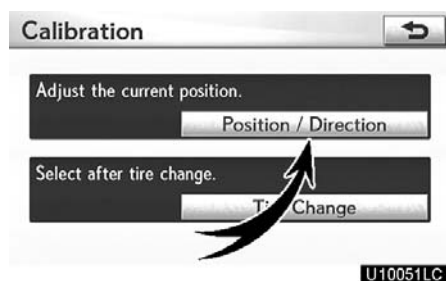 Calibration
Adjust the current position.
Position / Direction
Select after tire change.
Change
U10051LC